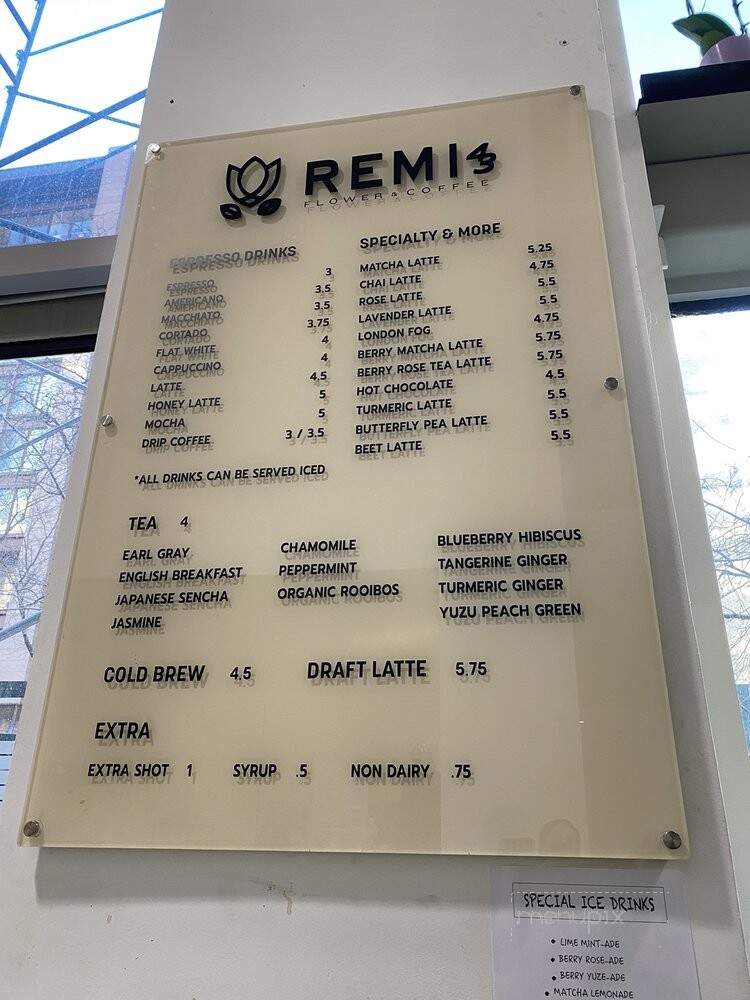 REMI 43
FLOWER & COFFEE
ESPRESSO DRINKS
ESPRESSO 3
AMERICANO 3.5
MACCHIATO 3.5
CORTADO 3.75
FLAT WHITE 4
CAPPUCCINO 4
LATTE 4.5
HONEY LATTE 5
MOCHA 5
DRIP COFFEE 3 / 3.5
*ALL DRINKS CAN BE SERVED ICED
SPECIALTY & MORE
MATCHA LATTE 5.25
CHAI LATTE 4.75
ROSE LATTE 5.5
LAVENDER LATTE 5.5
LONDON FOG 4.75
BERRY MATCHA LATTE 5.75
BERRY ROSE TEA LATTE 5.75
HOT CHOCOLATE 4.5
TURMERIC LATTE 5.5
BUTTERFLY PEA LATTE 5.5
BEET LATTE 5.5
TEA 4
EARL GRAY
ENGLISH BREAKFAST
JAPANESE SENCHA
JASMINE
CHAMOMILE
PEPPERMINT
ORGANIC ROOIBOS
BLUEBERRY HIBISCUS
TANGERINE GINGER
TURMERIC GINGER
YUZU PEACH GREEN
COLD BREW 4.5 DRAFT LATTE 5.75
EXTRA
EXTRA SHOT 1 SYRUP .5 NON DAIRY .75
SPECIAL ICE DRINKS
menupix
• LIME MINT-ADE
• BERRY ROSE-ADE
• BERRY YUZE-ADE
• MATCHA LEMONADE